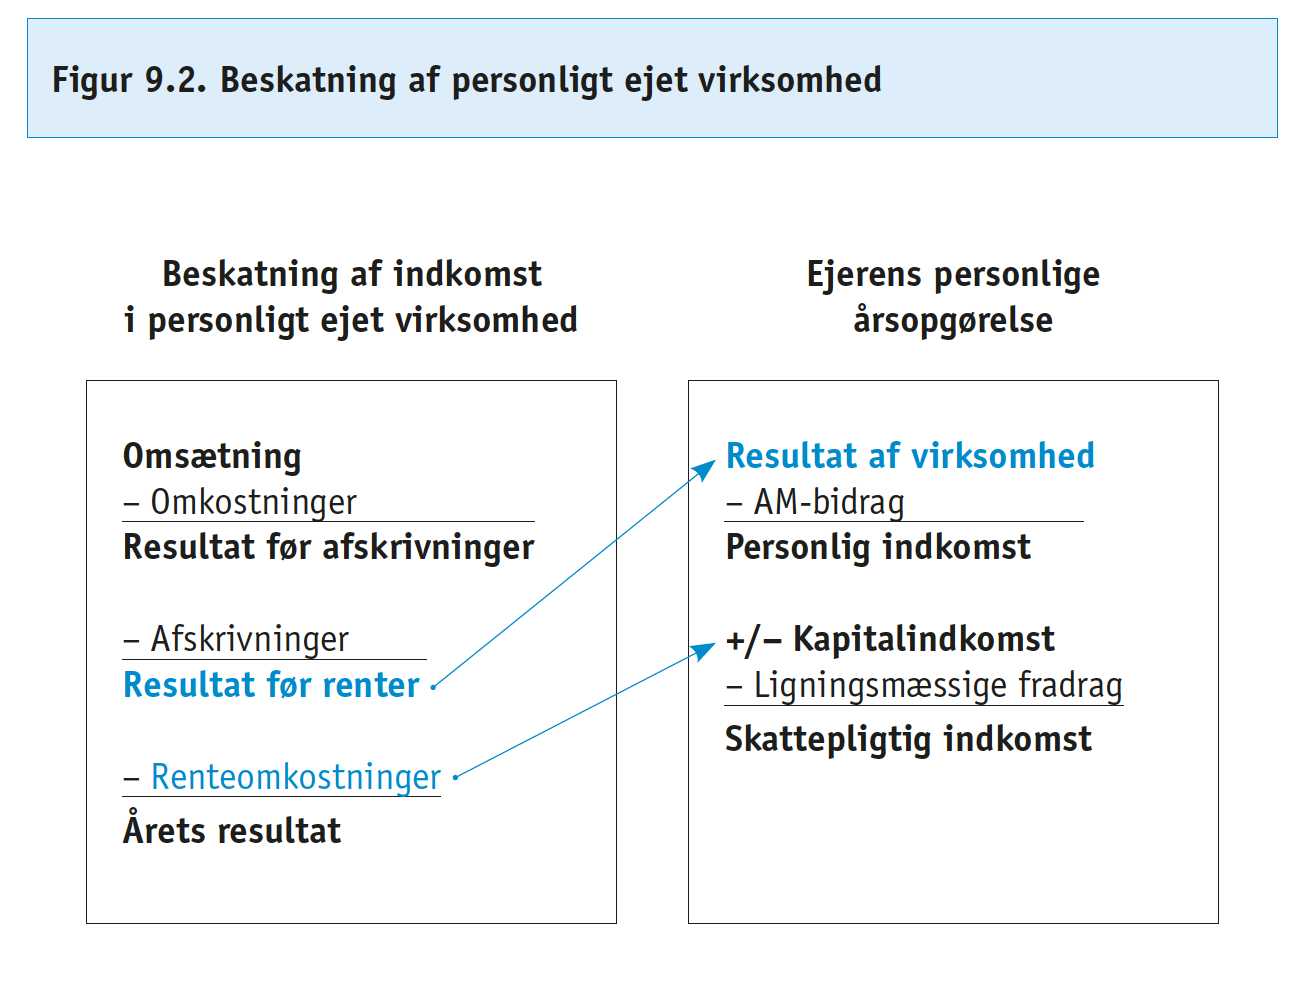 Figur 9.2. Beskatning af personligt ejet virksomhed
Beskatning af indkomst
i personligt ejet virksomhed
Omsætning
– Omkostninger
Resultat før afskrivninger
– Afskrivninger
Resultat før renter
– Renteomkostninger
Årets resultat
Ejerens personlige
årsopgørelse
Resultat af virksomhed
– AM-bidrag
Personlig indkomst
+/– Kapitalindkomst
– Ligningsmæssige fradrag
Skattepligtig indkomst